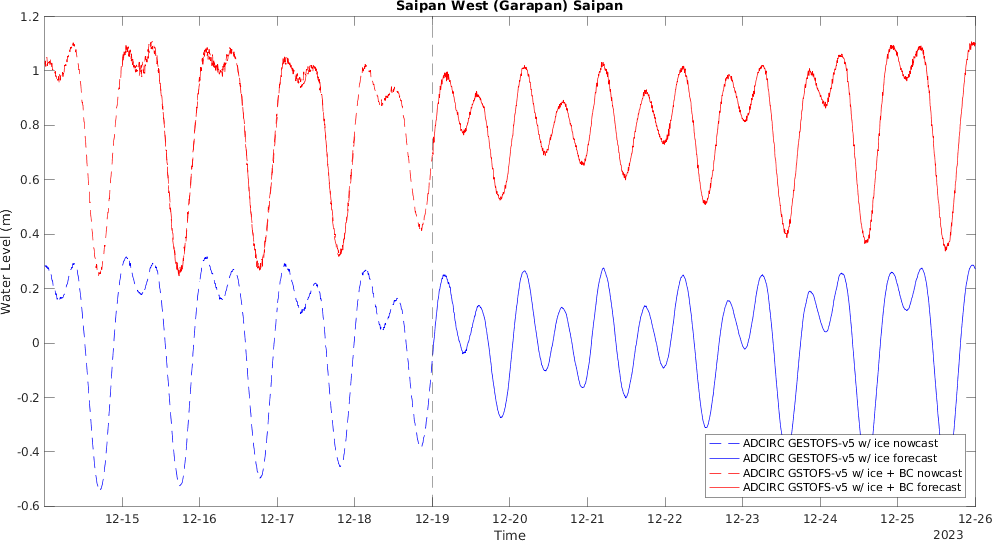 Saipan West (Garapan) Saipan
1.2
1
0.8
0.6
0.4
0.2
0
-0.2
-0.4
-0.6
Water Level (m)
ADCIRC GESTOFS-v5 w/ ice nowcast
ADCIRC GESTOFS-v5 w/ ice forecast
ADCIRC GSTOFS-v5 w/ ice + BC nowcast
ADCIRC GSTOFS-v5 w/ ice + BC forecast
12-15 12-16 12-17 12-18 12-19 12-20 12-21 12-22 12-23 12-24 12-25 12-26
Time
2023